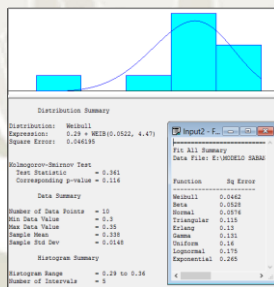 Distribution Summary
Distribution: Weibull
Expression: 0.29 + WEIB(0.0522, 4.47)
Square Error: 0.046195
Kolmogorov-Smirnov Test
Test Statistic = 0.361
Corresponding p-value = 0.116
Data Summary
Number of Data Points = 10
Min Data Value = 0.3
Max Data Value = 0.35
Sample Mean = 0.338
Sample Std Dev = 0.0148
Histogram Summary
Histogram Range = 0.29 to 0.36
Number of Intervals = 5
Input2 - F...
Fit All Summary
Data File: E:\MODELO SABAN
Function Sq Error
Weibull 0.0462
Beta 0.0528
Normal 0.0576
Triangular 0.115
Erlang 0.13
Gamma 0.131
Uniform 0.16
Lognormal 0.175
Exponential 0.265